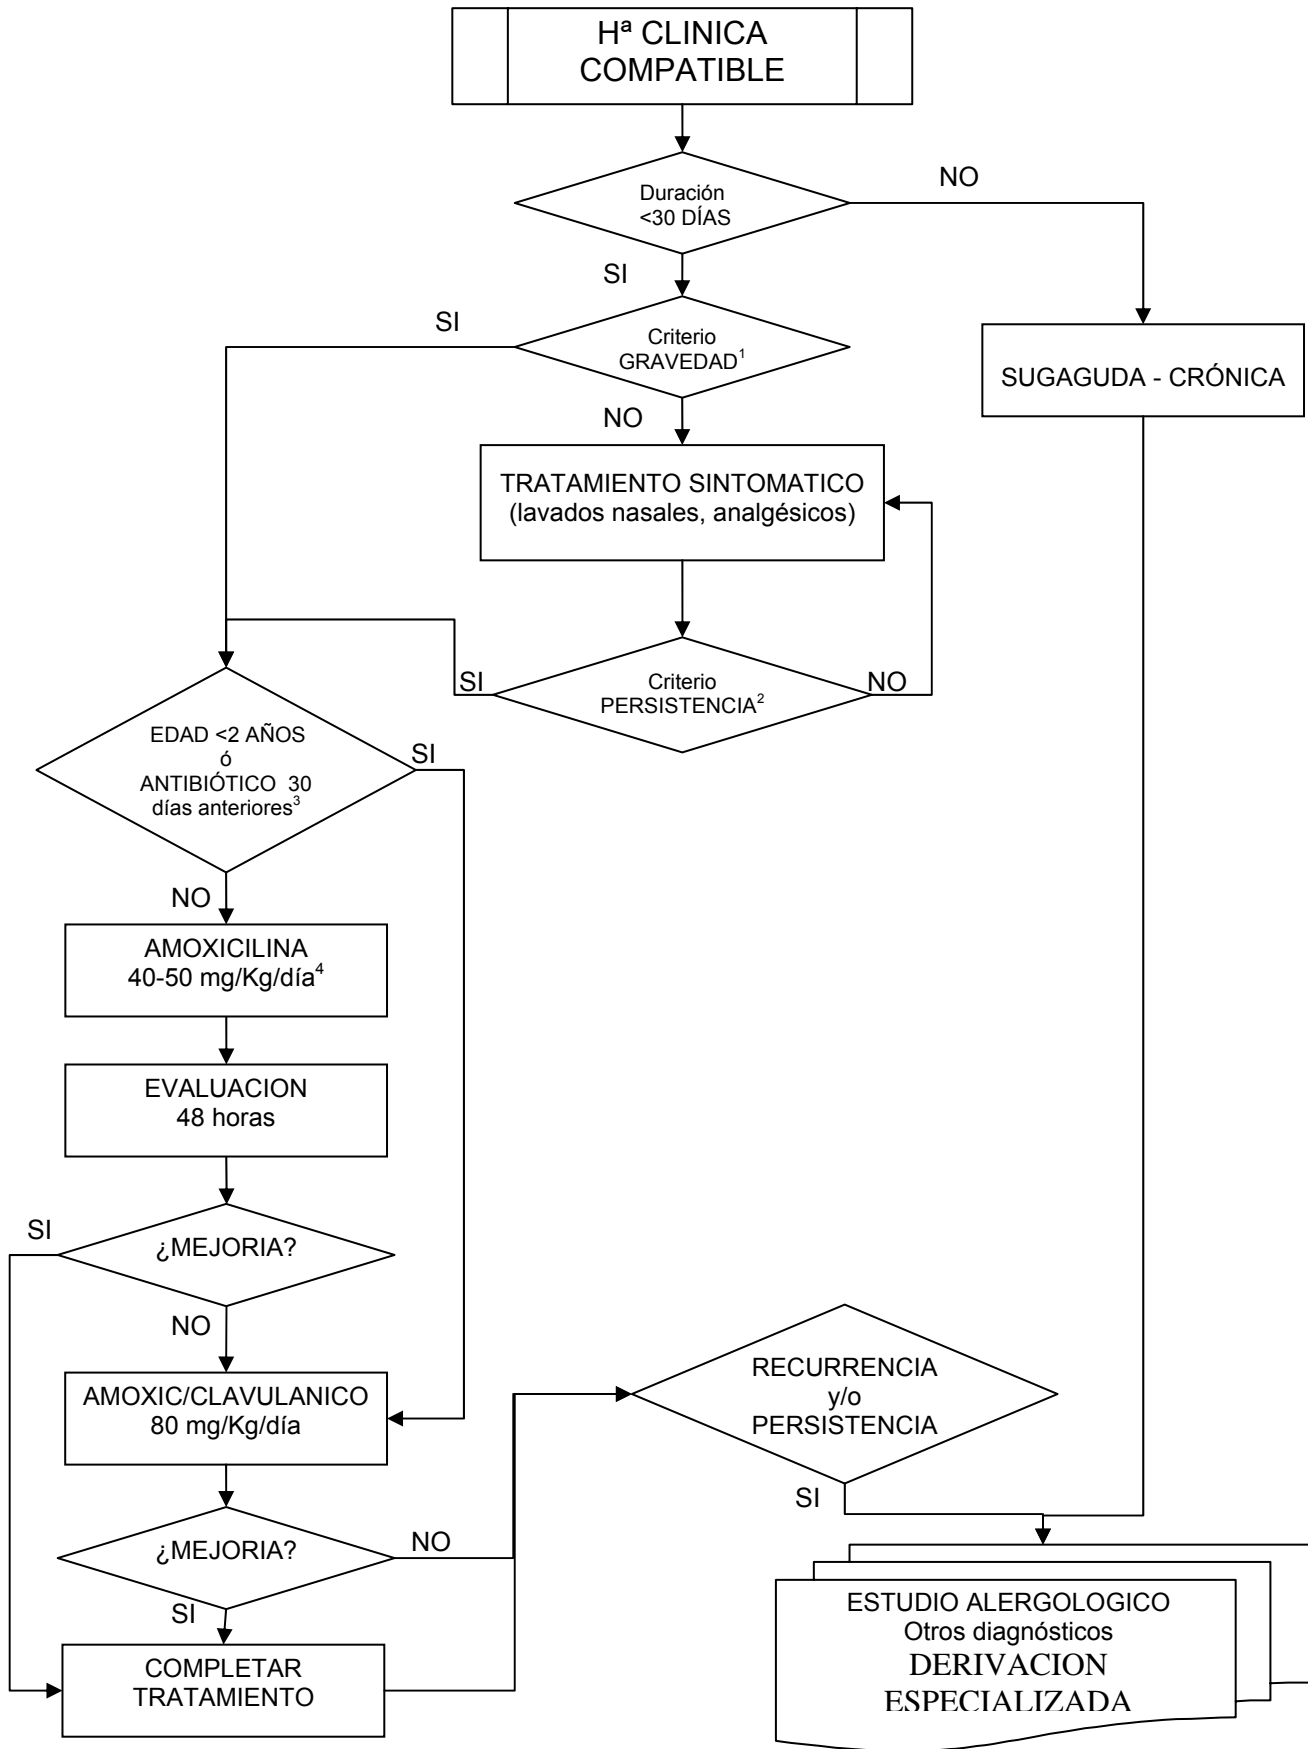 Hª CLINICA
COMPATIBLE
Duración
<30 DÍAS
NO
SI
Criterio
GRAVEDAD¹
SI
SUGAGUDA - CRÓNICA
NO
TRATAMIENTO SINTOMATICO
(lavados nasales, analgésicos)
Criterio
PERSISTENCIA²
SI
NO
EDAD <2 AÑOS
ó
ANTIBIÓTICO 30
días anteriores³
SI
NO
AMOXICILINA
40-50 mg/Kg/día⁴
EVALUACION
48 horas
SI
¿MEJORIA?
NO
AMOXIC/CLAVULANICO
80 mg/Kg/día
RECURRENCIA
y/o
PERSISTENCIA
SI
¿MEJORIA?
NO
SI
COMPLETAR
TRATAMIENTO
ESTUDIO ALERGOLOGICO
Otros diagnósticos
DERIVACION
ESPECIALIZADA